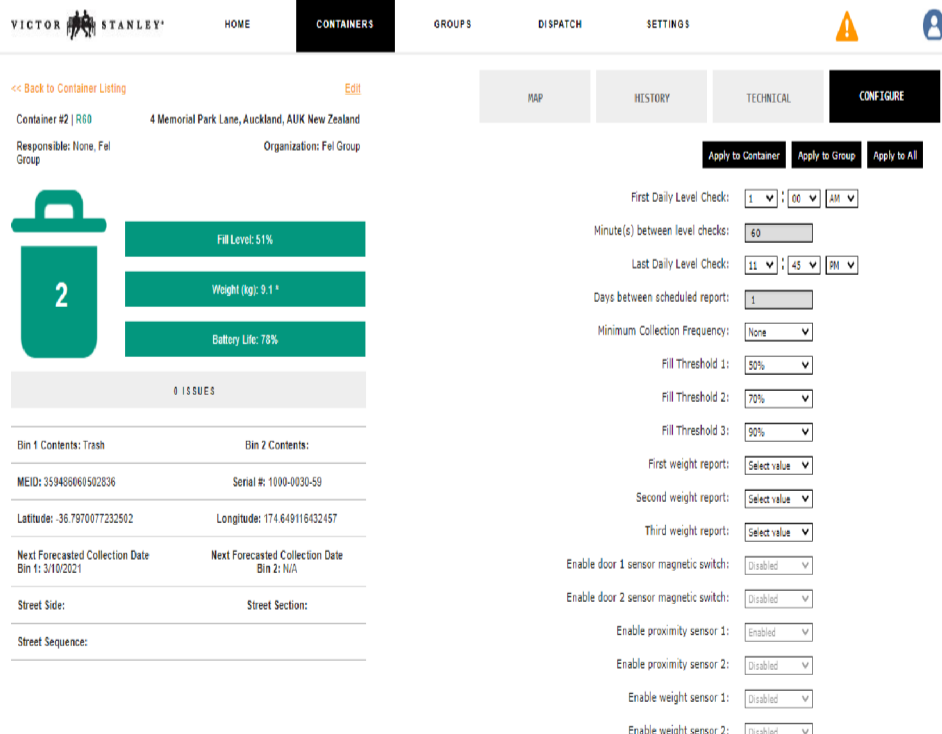 VICTOR STANLEY®
HOME
CONTAINERS
GROUPS
DISPATCH
SETTINGS
<< Back to Container Listing
Edit
Container #2 | R60
4 Memorial Park Lane, Auckland, AUK New Zealand
Responsible: None, Fel
Group
Organization: Fel Group
2
Fill Level: 51%
Weight (kg): 9.1 *
Battery Life: 78%
0 ISSUES
Bin 1 Contents: Trash
Bin 2 Contents:
MEID: 359486060502836
Serial #: 1000-0030-59
Latitude: -36.7970077232502
Longitude: 174.649116432457
Next Forecasted Collection Date
Bin 1: 3/10/2021
Next Forecasted Collection Date
Bin 2: N/A
Street Side:
Street Section:
Street Sequence:
MAP
HISTORY
TECHNICAL
CONFIGURE
Apply to Container
Apply to Group
Apply to All
First Daily Level Check: 1 : 00 AM
Minute(s) between level checks: 60
Last Daily Level Check: 11 : 45 PM
Days between scheduled report: 1
Minimum Collection Frequency: None
Fill Threshold 1: 50%
Fill Threshold 2: 70%
Fill Threshold 3: 90%
First weight report: Select value
Second weight report: Select value
Third weight report: Select value
Enable door 1 sensor magnetic switch: Disabled
Enable door 2 sensor magnetic switch: Disabled
Enable proximity sensor 1: Enabled
Enable proximity sensor 2: Disabled
Enable weight sensor 1: Disabled
Enable weight sensor 2: Disabled